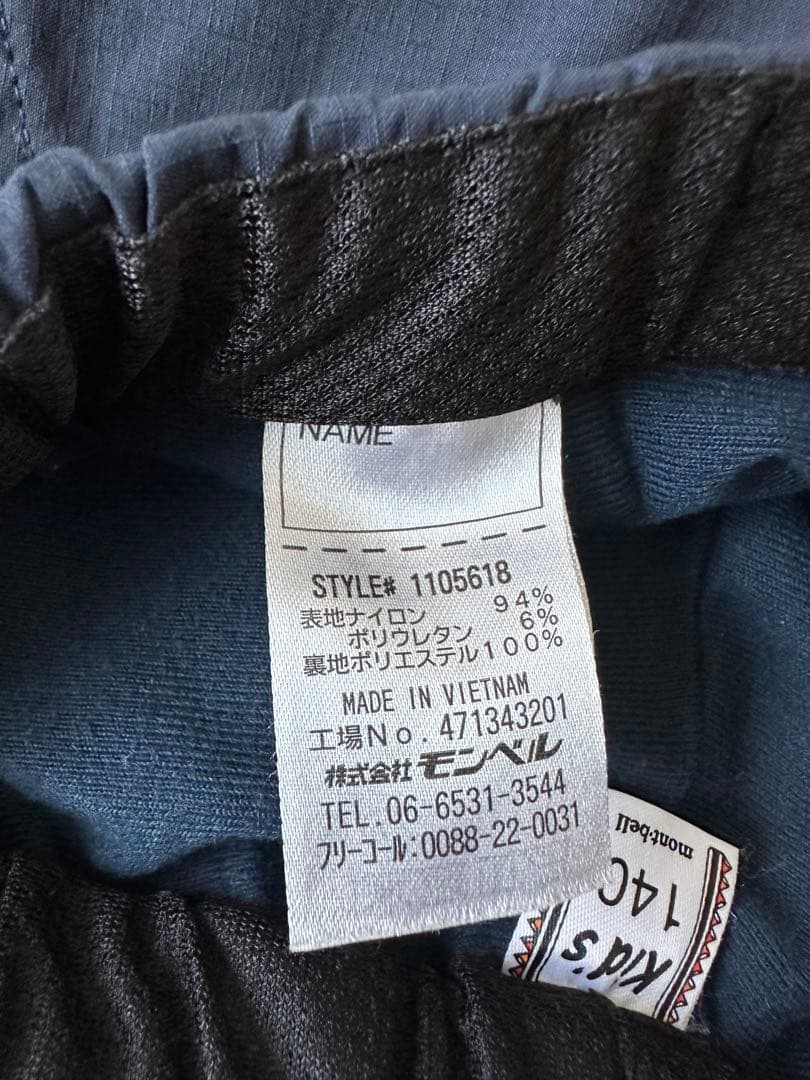 NAME
STYLE# 1105618
表地ナイロン 94%
ポリウレタン 6%
裏地ポリエステル100%
MADE IN VIETNAM
工場No.471343201
株式会社モンベル
TEL.06-6531-3544
フリーコール:0088-22-0031
mont-bell
140
Kid's